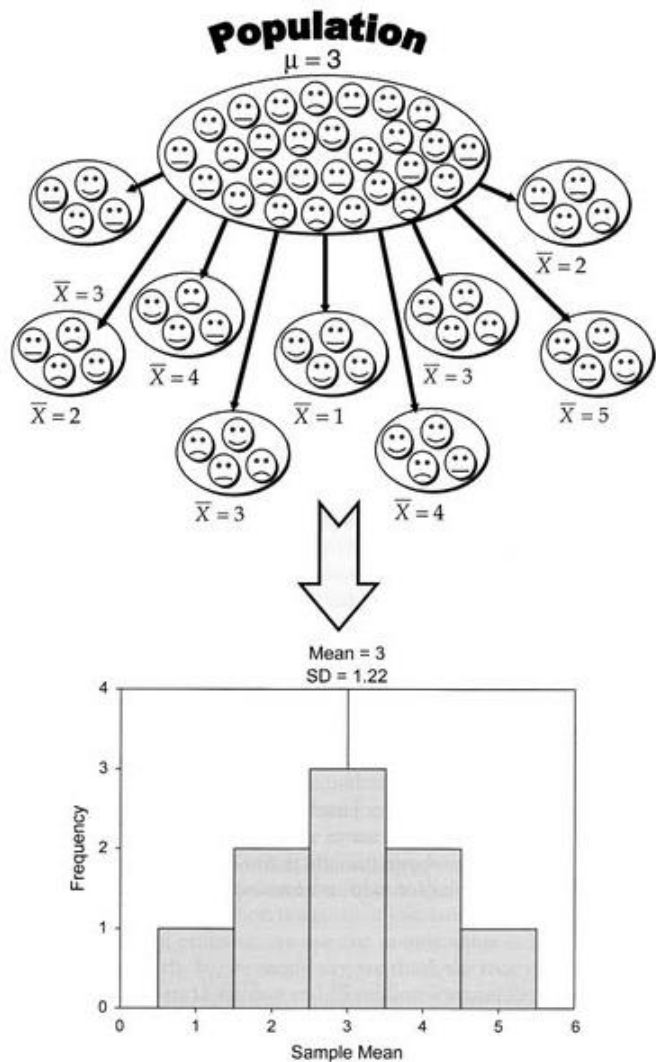 Population
μ = 3
X̄ = 3
X̄ = 2
X̄ = 4
X̄ = 3
X̄ = 1
X̄ = 4
X̄ = 3
X̄ = 5
X̄ = 2
Mean = 3
SD = 1.22
4
3
2
1
0
Frequency
0 1 2 3 4 5 6
Sample Mean